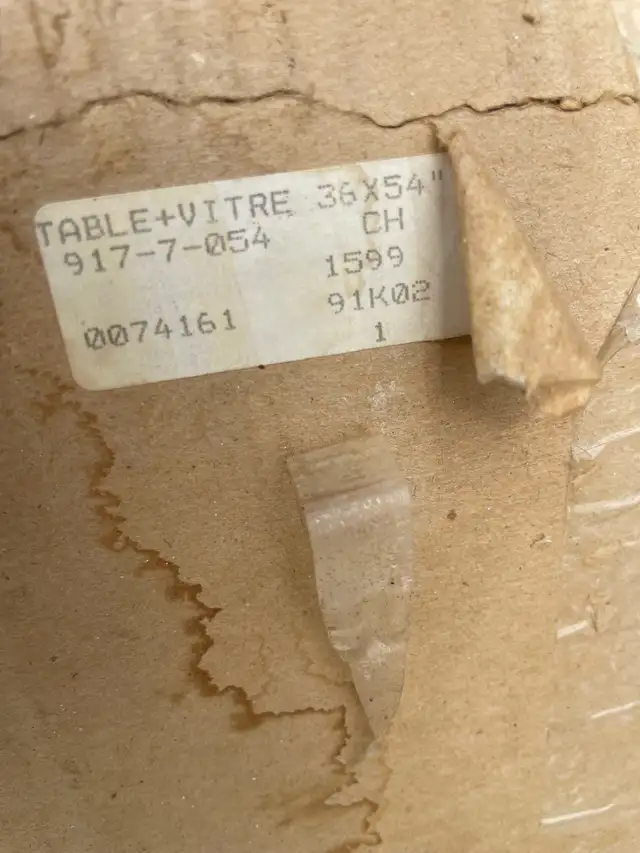 TABLE+VITRE 36X54"
917-7-054 CH
1599
0074161 91K02
1